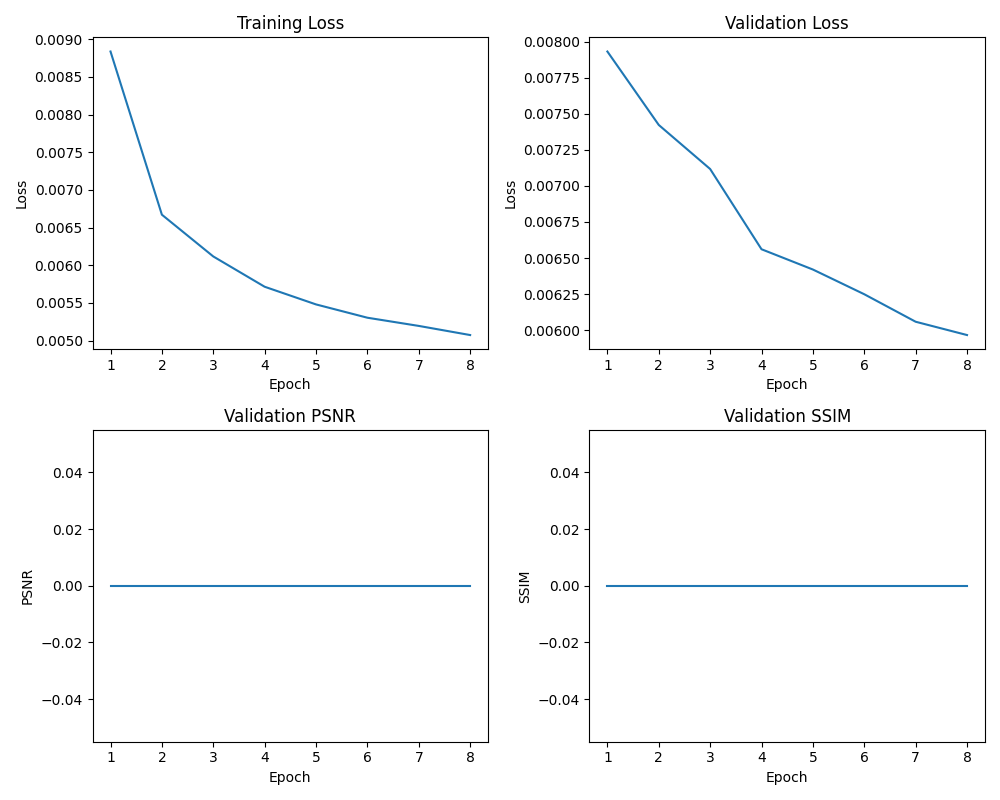 Training Loss
0.0090
0.0085
0.0080
0.0075
0.0070
0.0065
0.0060
0.0055
0.0050
Loss
1 2 3 4 5 6 7 8
Epoch
Validation Loss
0.00800
0.00775
0.00750
0.00725
0.00700
0.00675
0.00650
0.00625
0.00600
Loss
1 2 3 4 5 6 7 8
Epoch
Validation PSNR
0.04
0.02
0.00
−0.02
−0.04
PSNR
1 2 3 4 5 6 7 8
Epoch
Validation SSIM
0.04
0.02
0.00
−0.02
−0.04
SSIM
1 2 3 4 5 6 7 8
Epoch